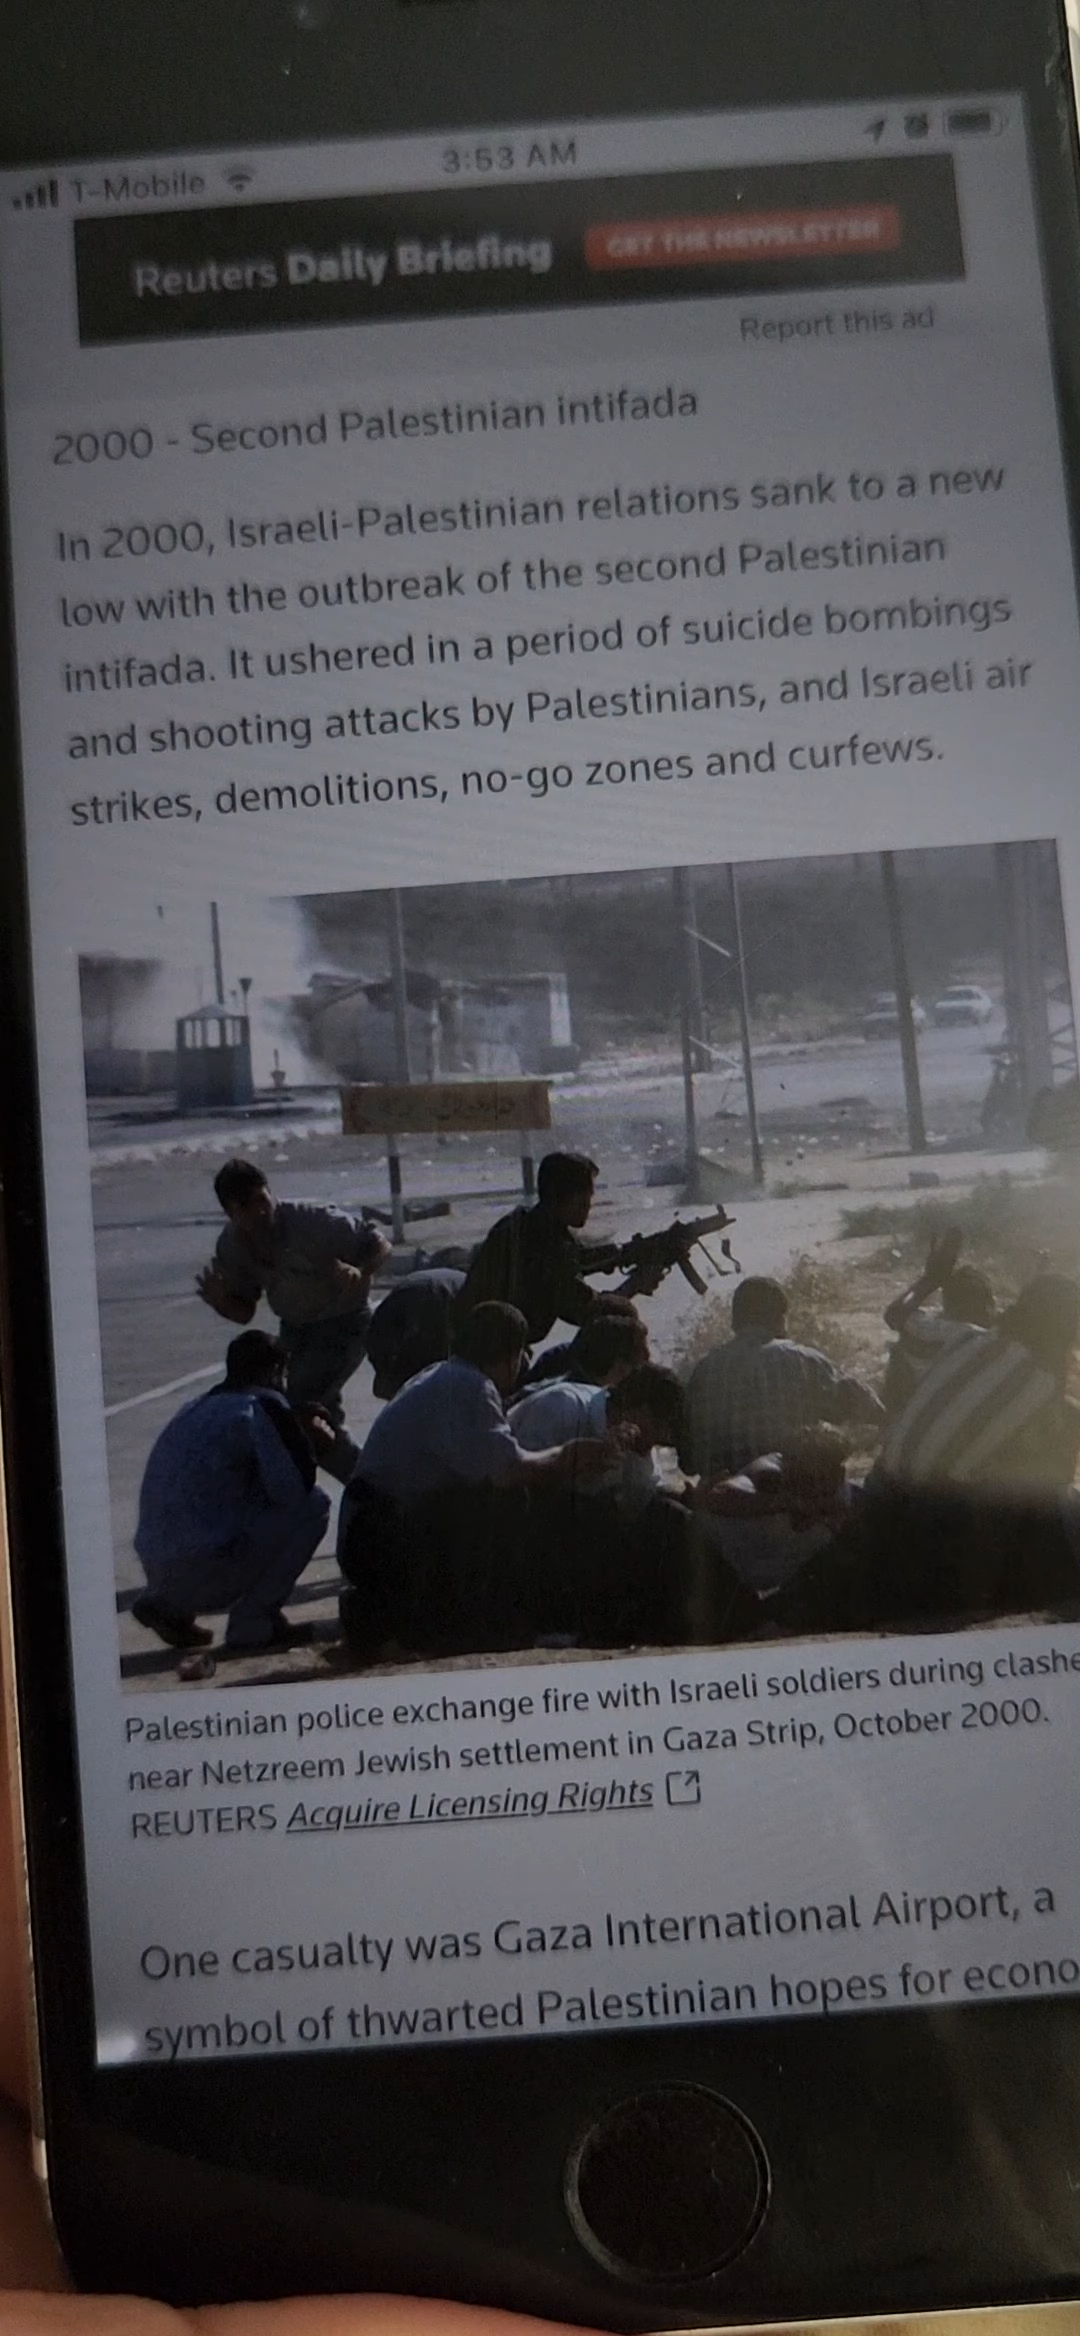 T-Mobile
3:53 AM
Reuters Daily Briefing
GET THE NEWSLETTER
Report this ad
2000 - Second Palestinian intifada
In 2000, Israeli-Palestinian relations sank to a new
low with the outbreak of the second Palestinian
intifada. It ushered in a period of suicide bombings
and shooting attacks by Palestinians, and Israeli air
strikes, demolitions, no-go zones and curfews.
Palestinian police exchange fire with Israeli soldiers during clashe
near Netzreem Jewish settlement in Gaza Strip, October 2000.
REUTERS Acquire Licensing Rights
One casualty was Gaza International Airport, a
symbol of thwarted Palestinian hopes for econo